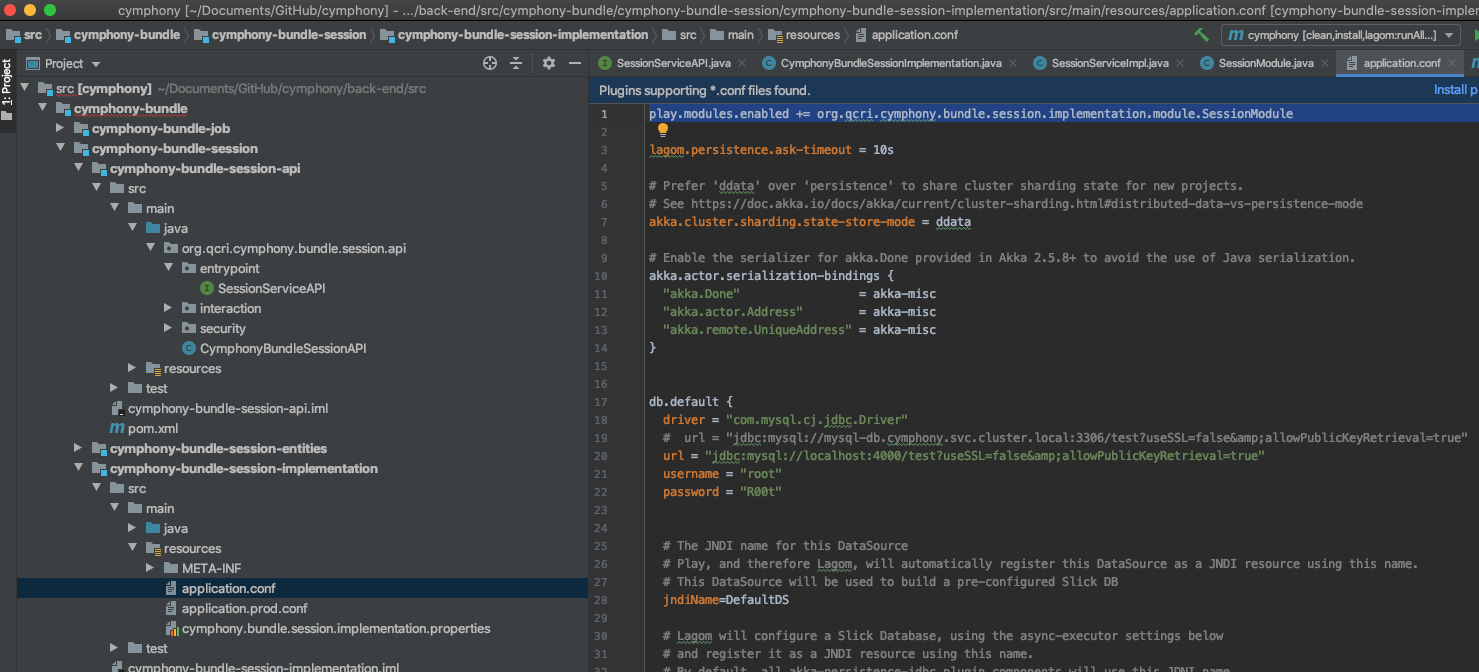 cymphony [~/Documents/GitHub/cymphony] - .../back-end/src/cymphony-bundle/cymphony-bundle-session/cymphony-bundle-session-implementation/src/main/resources/application.conf [cymphony-bundle-session-implem
src cymphony-bundle cymphony-bundle-session cymphony-bundle-session-implementation src main resources application.conf cymphony [clean,install,lagom:runAll...]
1: Project
Project
SessionServiceAPI.java CymphonyBundleSessionImplementation.java SessionServiceImpl.java SessionModule.java application.conf
Plugins supporting *.conf files found. Install p
src [cymphony] ~/Documents/GitHub/cymphony/back-end/src
cymphony-bundle
cymphony-bundle-job
cymphony-bundle-session
cymphony-bundle-session-api
src
main
java
org.qcri.cymphony.bundle.session.api
entrypoint
SessionServiceAPI
interaction
security
CymphonyBundleSessionAPI
resources
test
cymphony-bundle-session-api.iml
pom.xml
cymphony-bundle-session-entities
cymphony-bundle-session-implementation
src
main
java
resources
META-INF
application.conf
application.prod.conf
cymphony.bundle.session.implementation.properties
test
cymphony-bundle-session-implementation.iml
1 play.modules.enabled += org.qcri.cymphony.bundle.session.implementation.module.SessionModule
2
3 lagom.persistence.ask-timeout = 10s
4
5 # Prefer 'ddata' over 'persistence' to share cluster sharding state for new projects.
6 # See https://doc.akka.io/docs/akka/current/cluster-sharding.html#distributed-data-vs-persistence-mode
7 akka.cluster.sharding.state-store-mode = ddata
8
9 # Enable the serializer for akka.Done provided in Akka 2.5.8+ to avoid the use of Java serialization.
10 akka.actor.serialization-bindings {
11 "akka.Done" = akka-misc
12 "akka.actor.Address" = akka-misc
13 "akka.remote.UniqueAddress" = akka-misc
14 }
15
16
17 db.default {
18 driver = "com.mysql.cj.jdbc.Driver"
19 # url = "jdbc:mysql://mysql-db.cymphony.svc.cluster.local:3306/test?useSSL=false&amp;allowPublicKeyRetrieval=true"
20 url = "jdbc:mysql://localhost:4000/test?useSSL=false&amp;allowPublicKeyRetrieval=true"
21 username = "root"
22 password = "R00t"
23
24
25 # The JNDI name for this DataSource
26 # Play, and therefore Lagom, will automatically register this DataSource as a JNDI resource using this name.
27 # This DataSource will be used to build a pre-configured Slick DB
28 jndiName=DefaultDS
29
30 # Lagom will configure a Slick Database, using the async-executor settings below
31 # and register it as a JNDI resource using this name.
32 # By default, all akka-persistence-jdbc plugin components will use this JDNI name